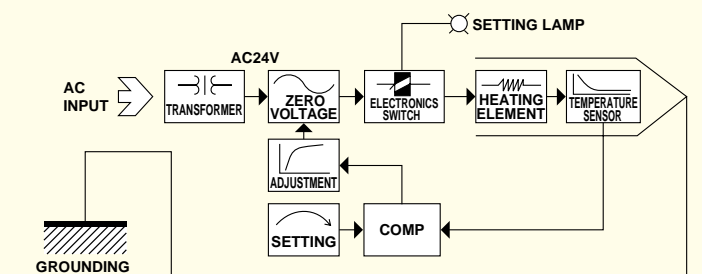 SETTING LAMP
AC24V
AC
INPUT
TRANSFORMER
ZERO
VOLTAGE
ELECTRONICS
SWITCH
HEATING
ELEMENT
TEMPERATURE
SENSOR
ADJUSTMENT
SETTING
COMP
GROUNDING